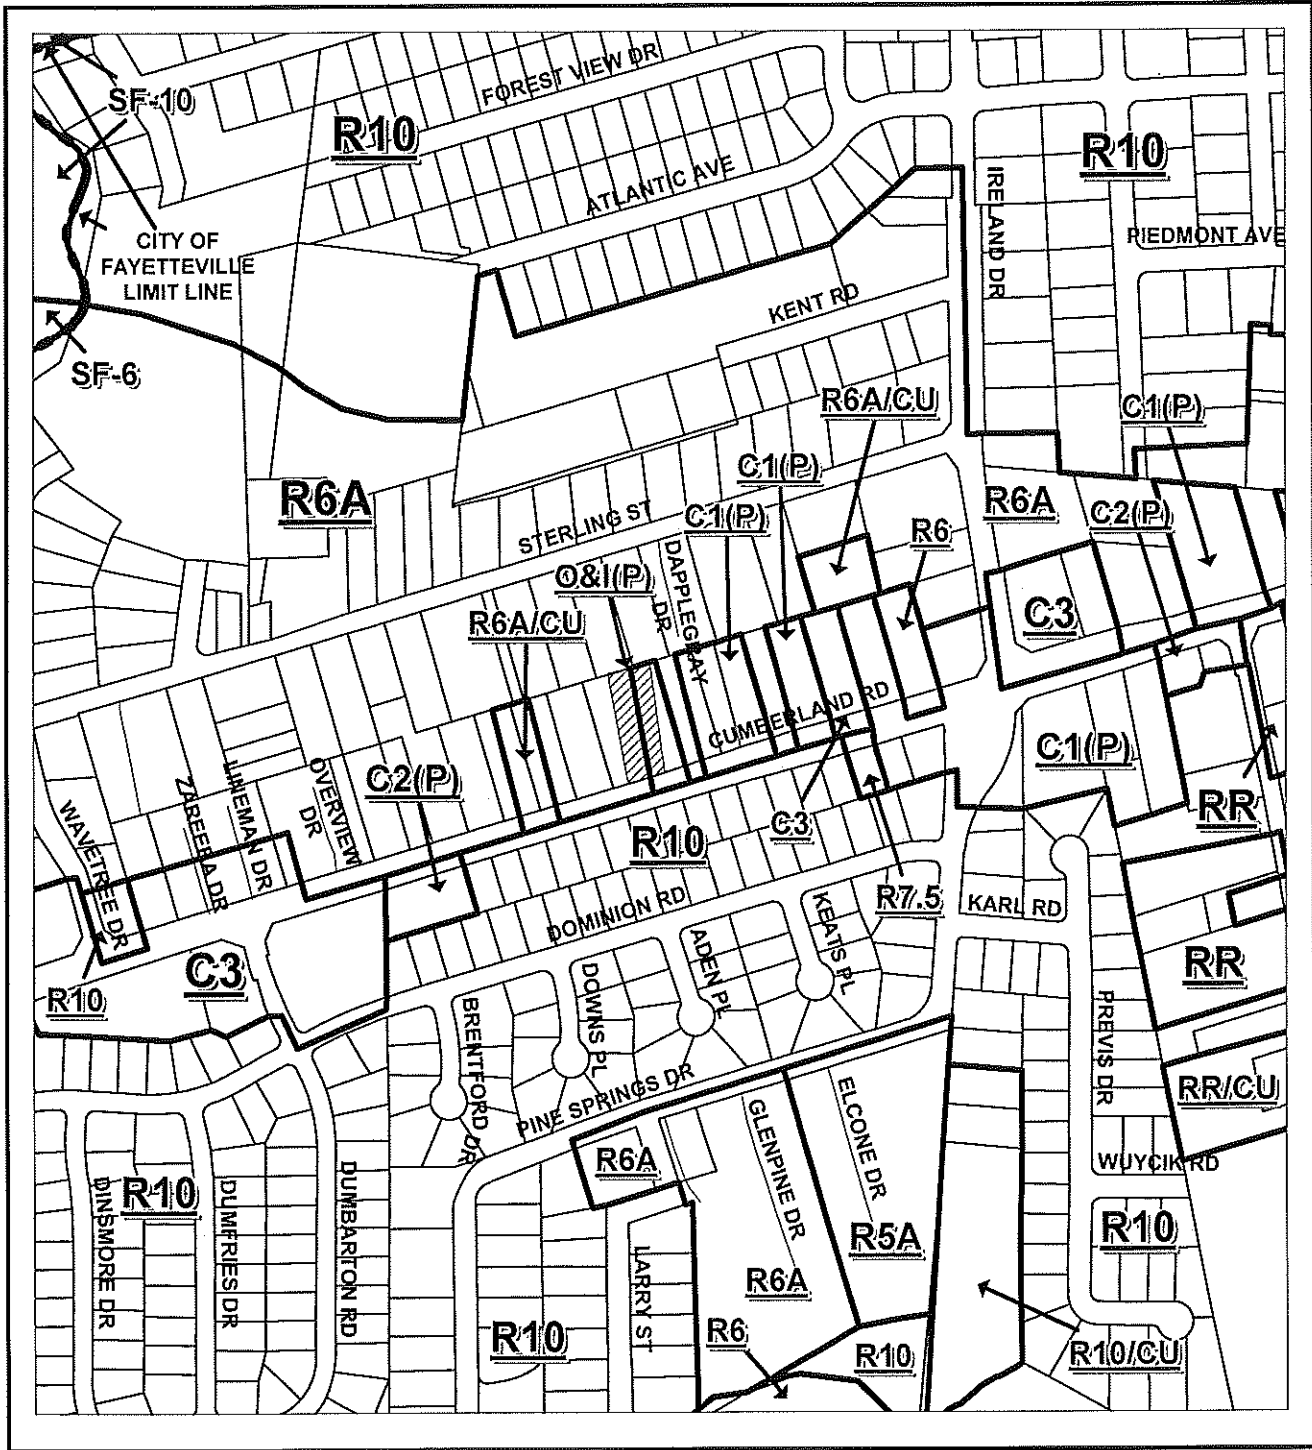 FOREST VIEW DR
SF-10
R10
R10
ATLANTIC AVE
IRELAND DR
PIEDMONT AVE
CITY OF
FAYETTEVILLE
LIMIT LINE
KENT RD
SF-6
R6A/CU
C1(P)
C1(P)
R6A
R6A
C2(P)
C1(P)
STERLING ST
DAPPLEGRAY
DR
R6
O&I(P)
R6A/CU
C3
CUMBERLAND RD
C1(P)
OVERVIEW
DR
LINEMAN DR
ZAREEBA DR
WAVETREE DR
C2(P)
RR
C3
R10
R7.5
DOMINION RD
KARL RD
KEATS PL
ADEN PL
DOWNS PL
C3
R10
RR
BRENTFORD DR
PREVIS DR
PINE SPRINGS DR
ELCONE DR
GLENPINE DR
RR/CU
R6A
WUYCIK RD
R10
DINSMORE DR
DUMFRIES DR
DUMBARTON RD
R5A
R10
LARRY ST
R6A
R10
R6
R10
R10/CU